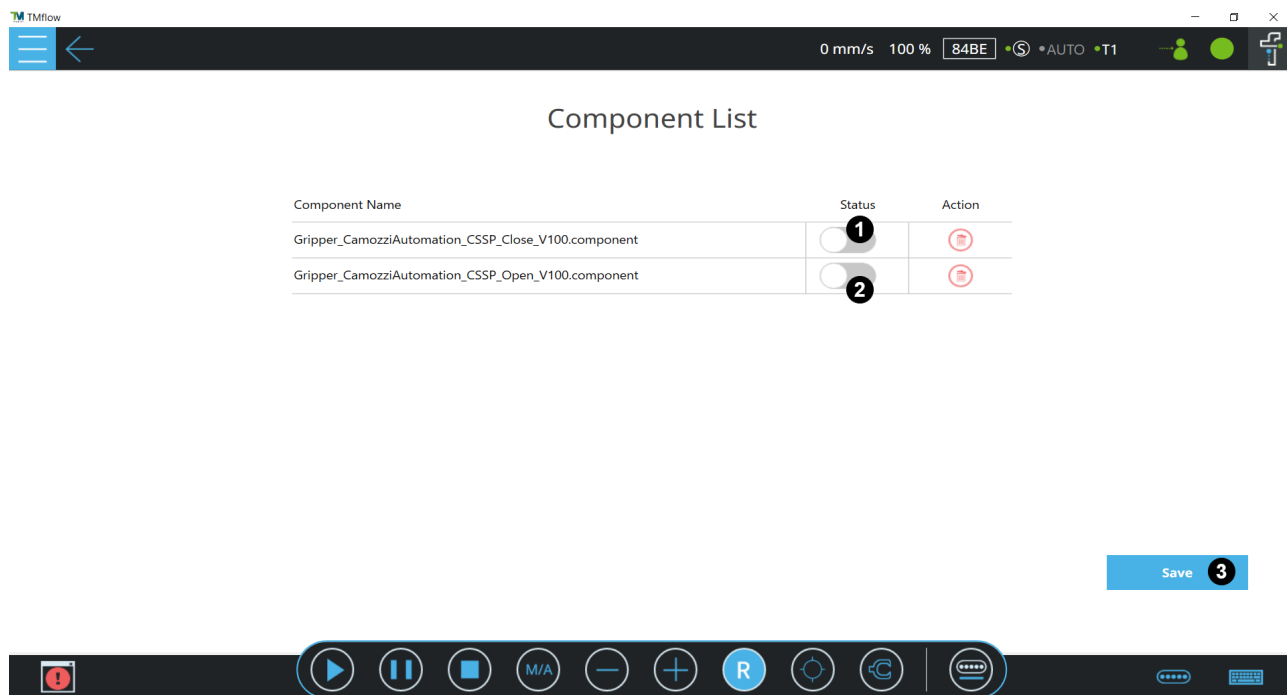 TM TMflow
0 mm/s 100 % 84BE S AUTO T1
Component List
Component Name Status Action
Gripper_CamozziAutomation_CSSP_Close_V100.component 1
Gripper_CamozziAutomation_CSSP_Open_V100.component 2
Save 3
M/A R